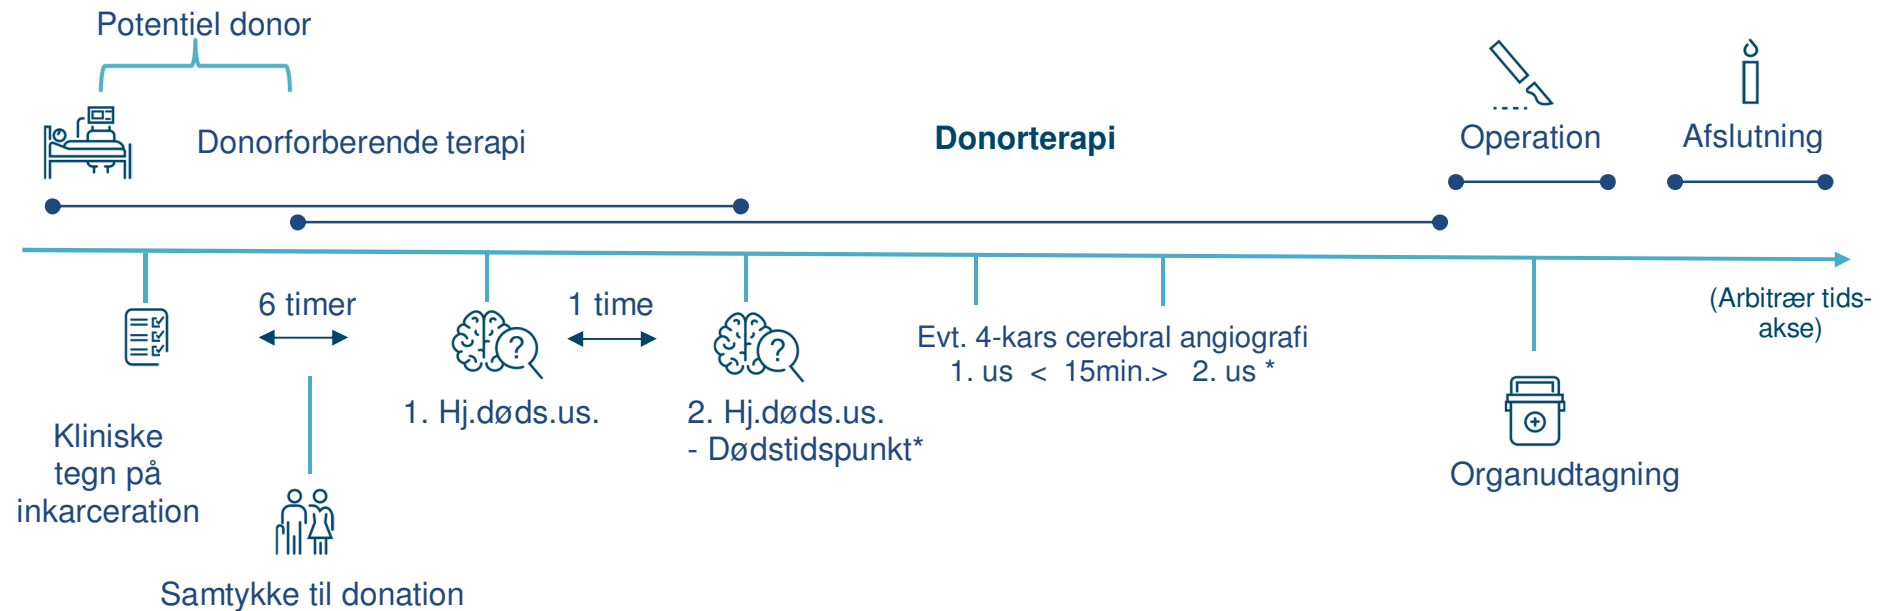 Potentiel donor
Donorforberende terapi
Donorterapi
Operation
Afslutning
6 timer
1 time
(Arbitrær tids-
akse)
Evt. 4-kars cerebral angiografi
1. us < 15min.> 2. us *
?
?
1. Hj.døds.us.
2. Hj.døds.us.
- Dødstidspunkt*
Kliniske
tegn på
inkarceration
Organudtagning
Samtykke til donation